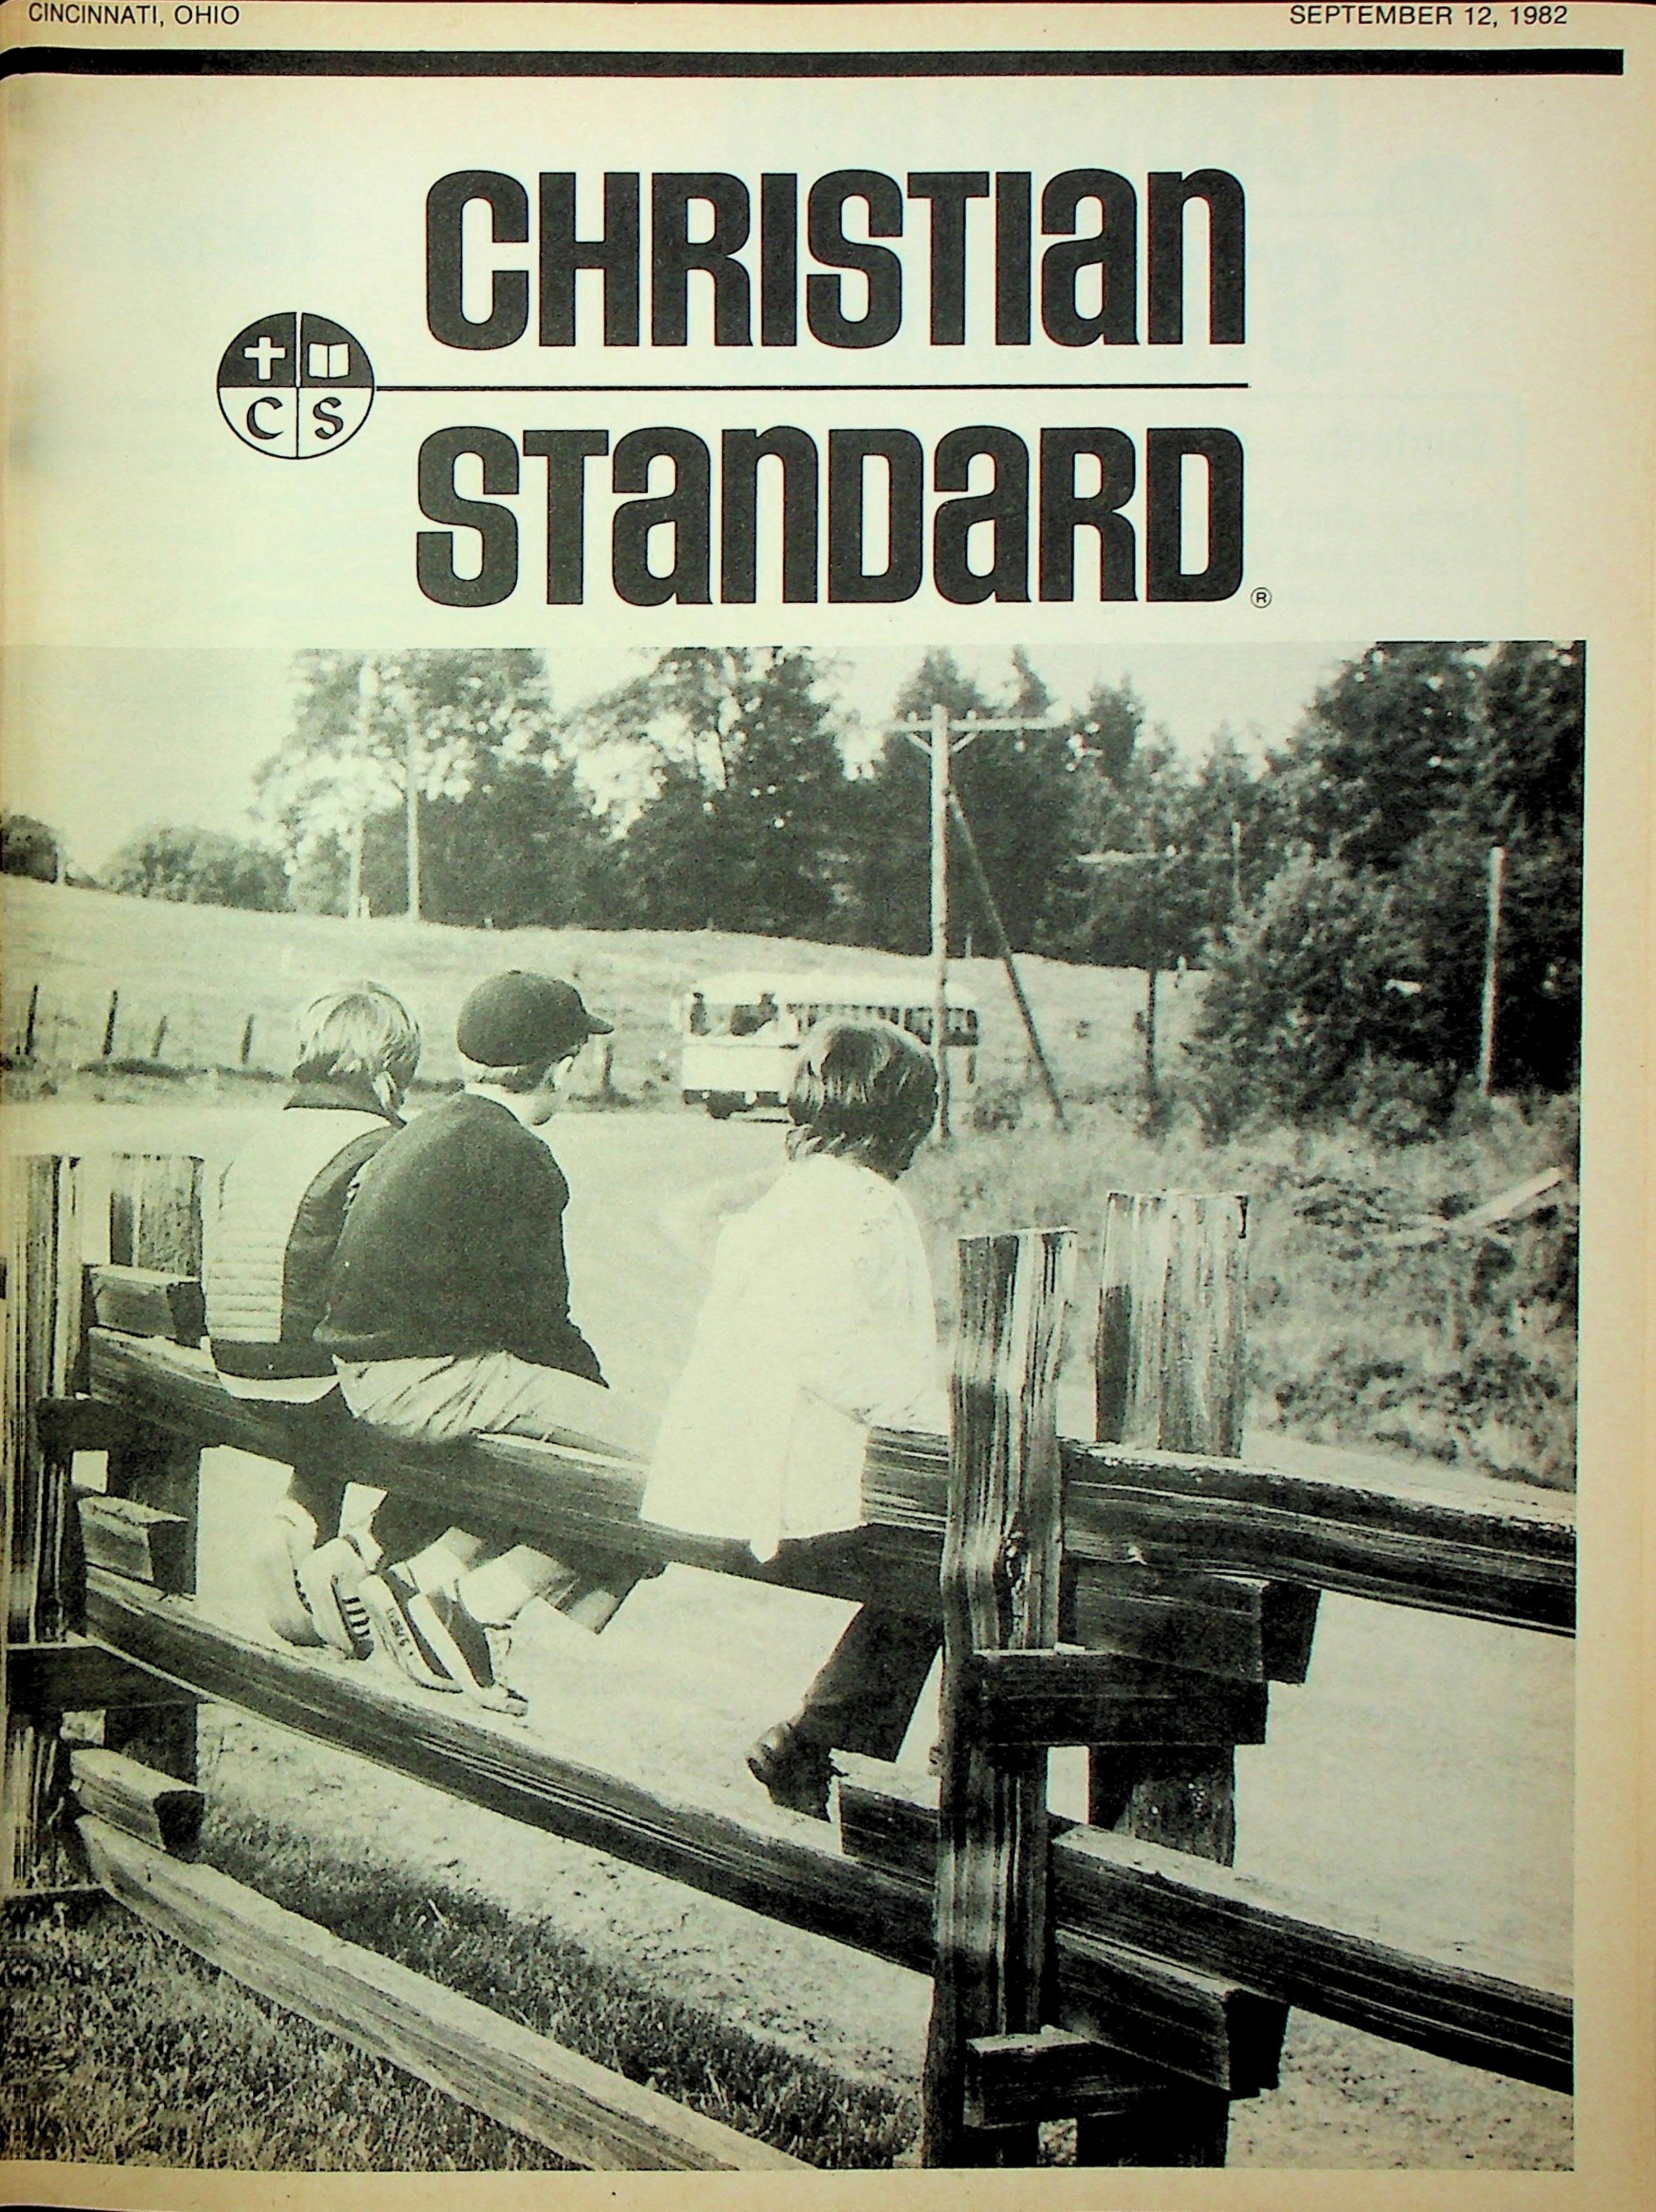 CINCINNATI, OHIO
SEPTEMBER 12, 1982
CHRISTIan
C S
STanDaRD®